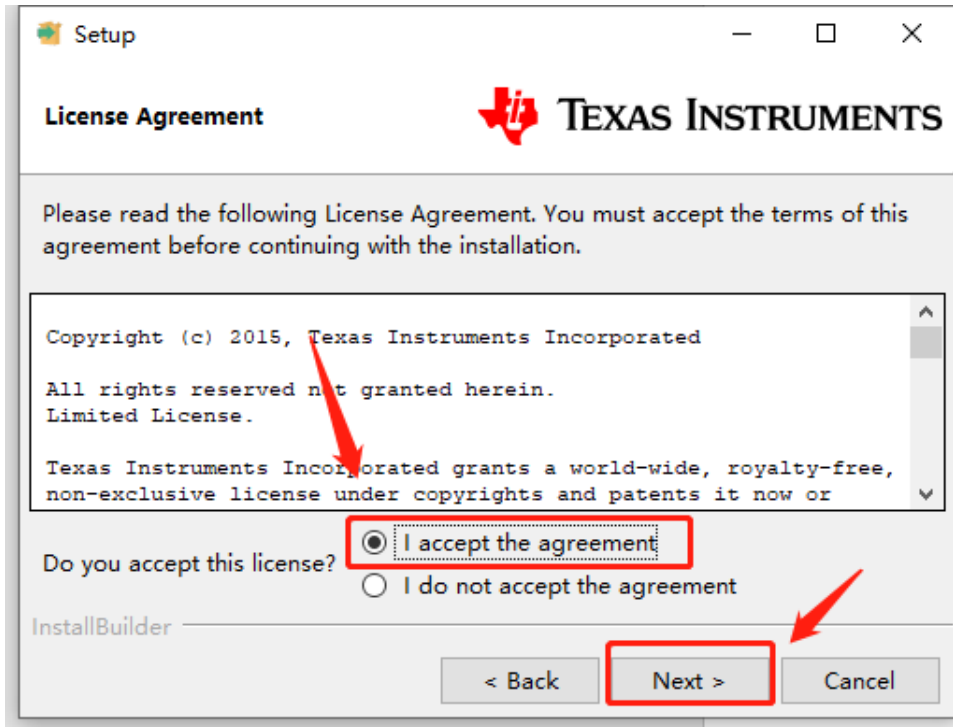 Setup
License Agreement
TEXAS INSTRUMENTS
Please read the following License Agreement. You must accept the terms of this
agreement before continuing with the installation.
Copyright (c) 2015, Texas Instruments Incorporated
All rights reserved not granted herein.
Limited License.
Texas Instruments Incorporated grants a world-wide, royalty-free,
non-exclusive license under copyrights and patents it now or
Do you accept this license?
I accept the agreement
I do not accept the agreement
InstallBuilder
< Back
Next >
Cancel